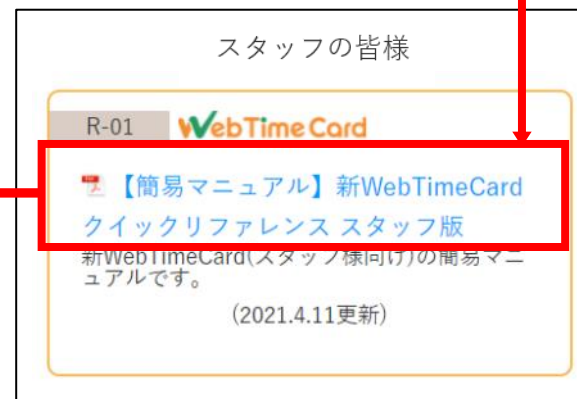 スタッフの皆様
R-01 WebTimeCard
【簡易マニュアル】新WebTimeCard
クイックリファレンス スタッフ版
新WebTimeCard(スタッフ様向け)の簡易マニ
ュアルです。
(2021.4.11更新)